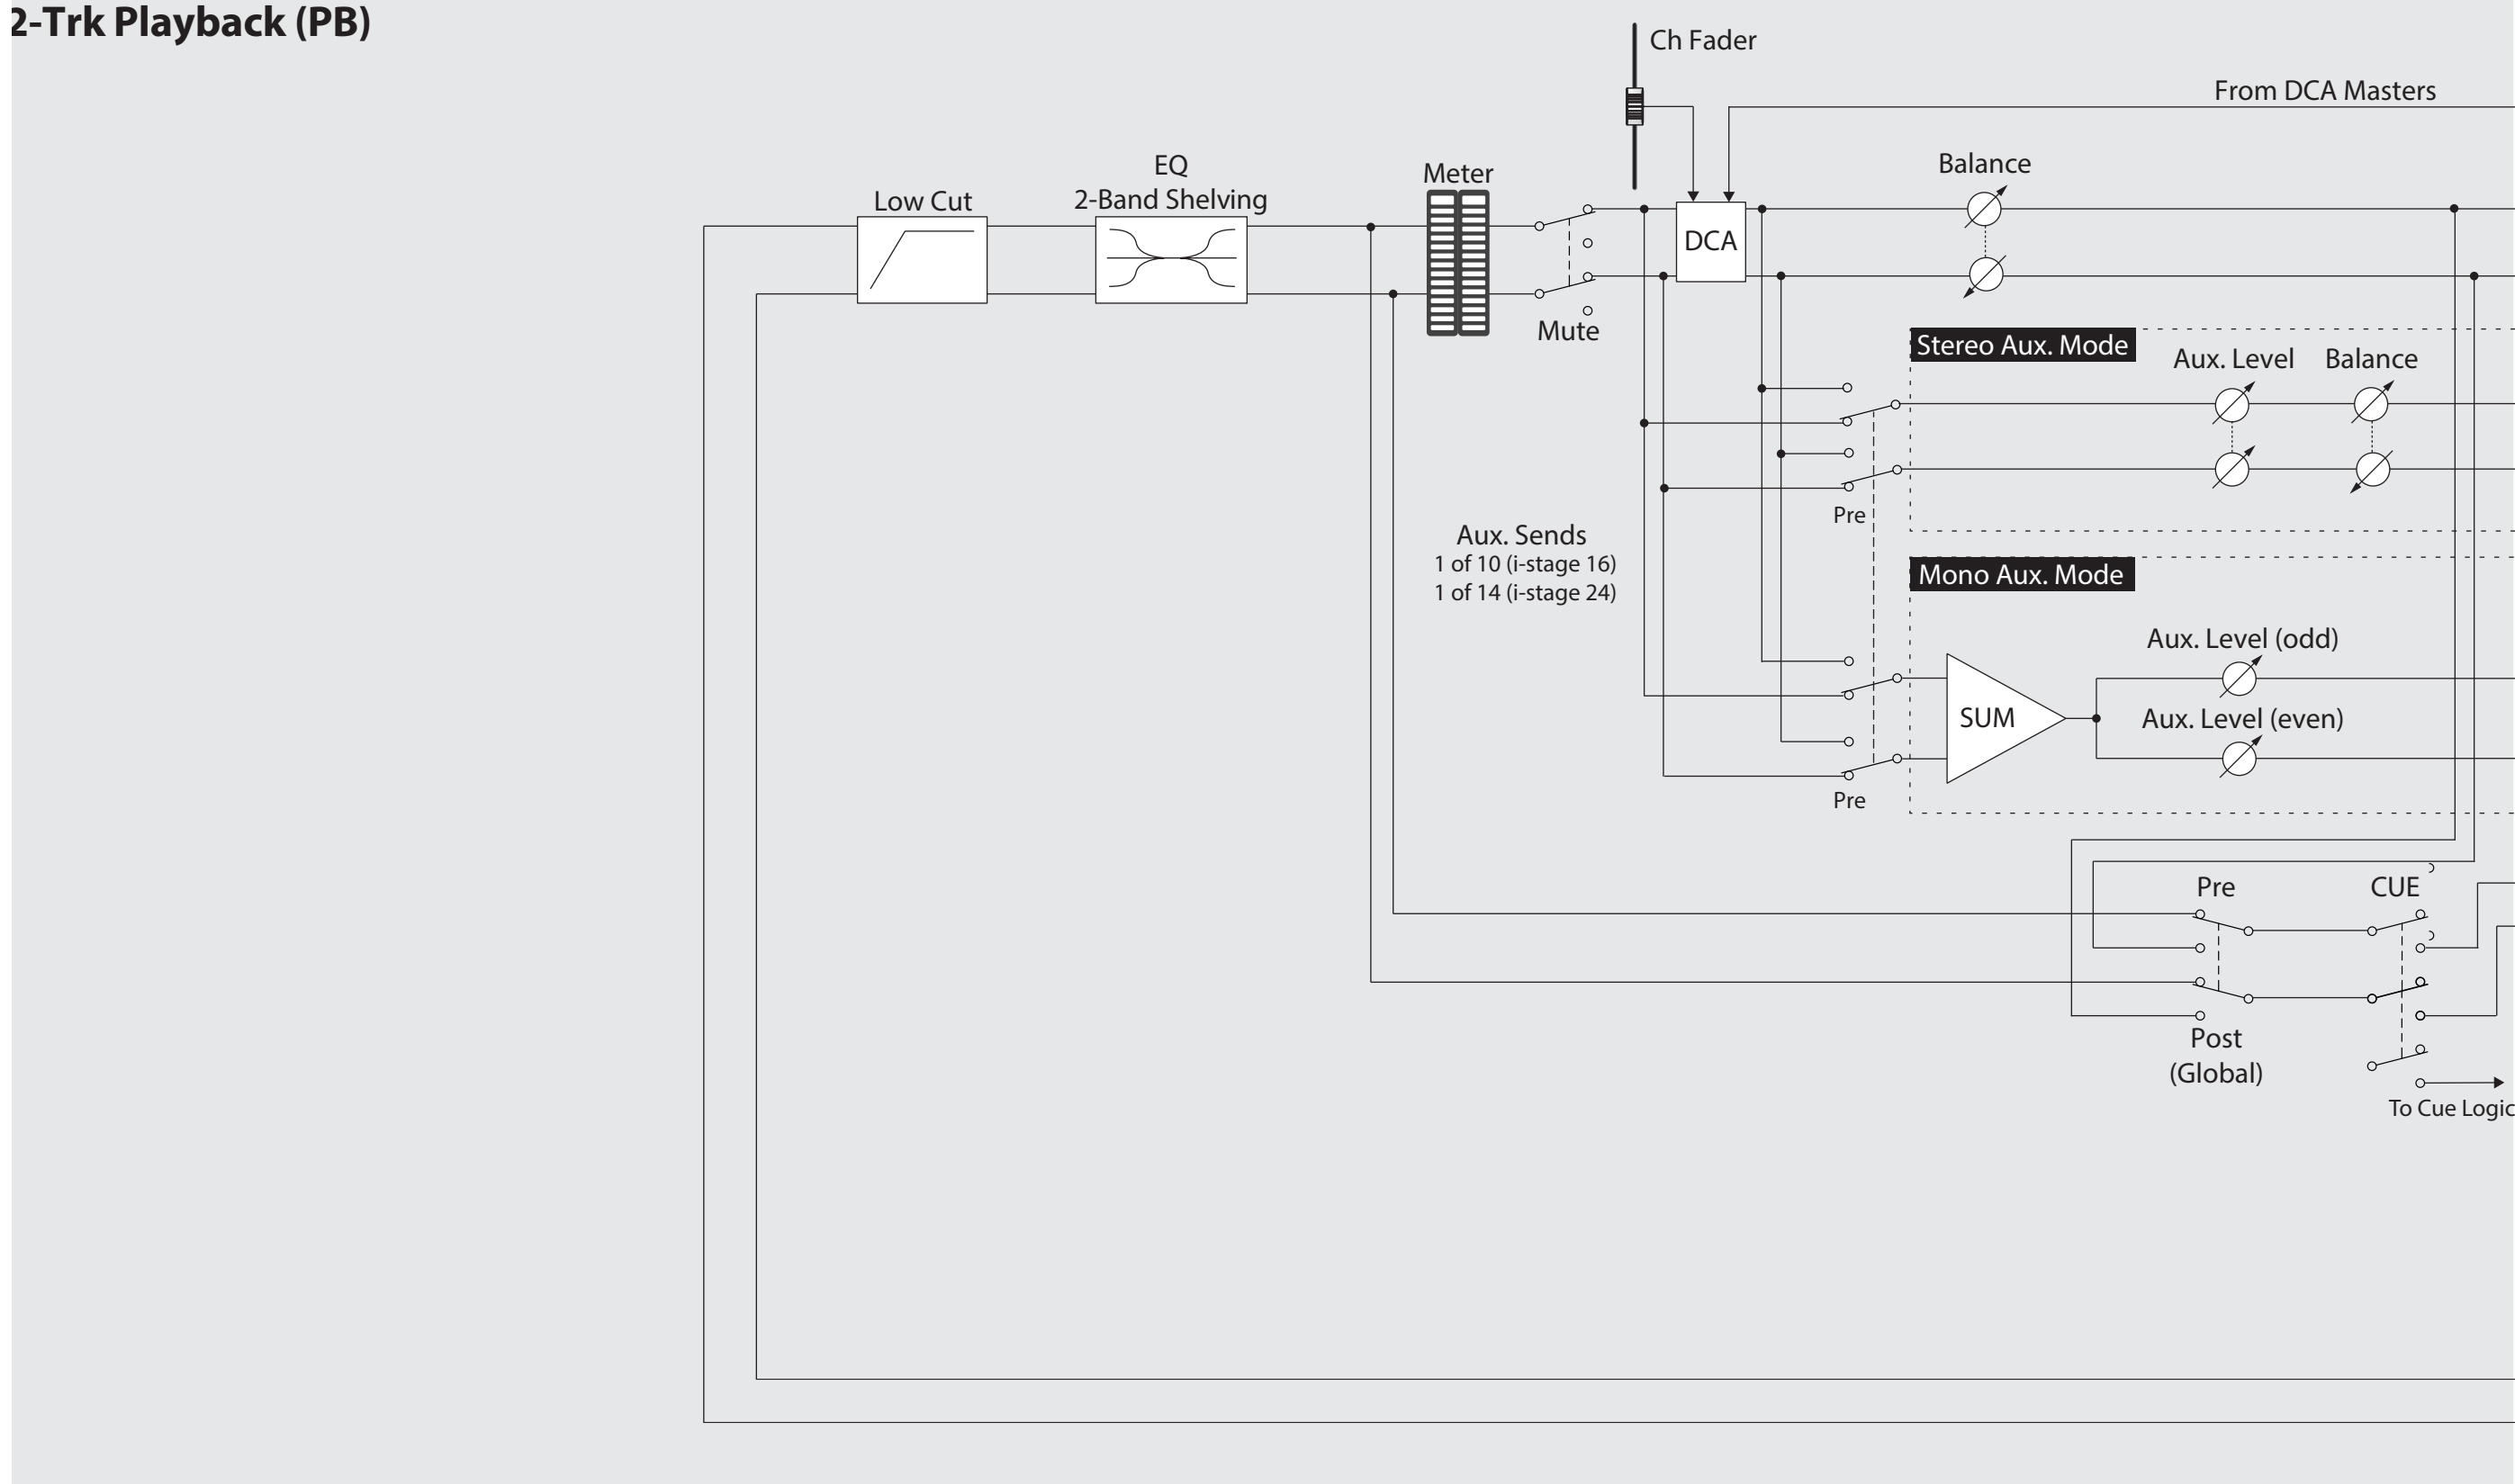 2-Trk Playback (PB)
Ch Fader
From DCA Masters
EQ
2-Band Shelving
Low Cut
Meter
Balance
DCA
Mute
Stereo Aux. Mode
Aux. Level
Balance
Pre
Aux. Sends
1 of 10 (i-stage 16)
1 of 14 (i-stage 24)
Mono Aux. Mode
Aux. Level (odd)
SUM
Aux. Level (even)
Pre
Pre
CUE
Post
(Global)
To Cue Logic